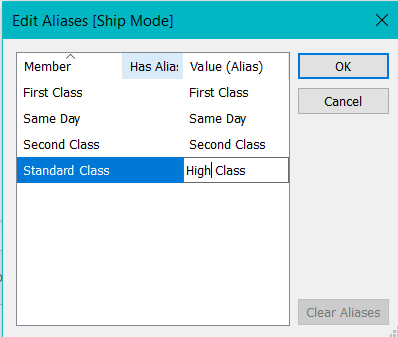 Edit Aliases [Ship Mode]
Member Has Alias Value (Alias)
First Class First Class
Same Day Same Day
Second Class Second Class
Standard Class High Class
OK
Cancel
Clear Aliases